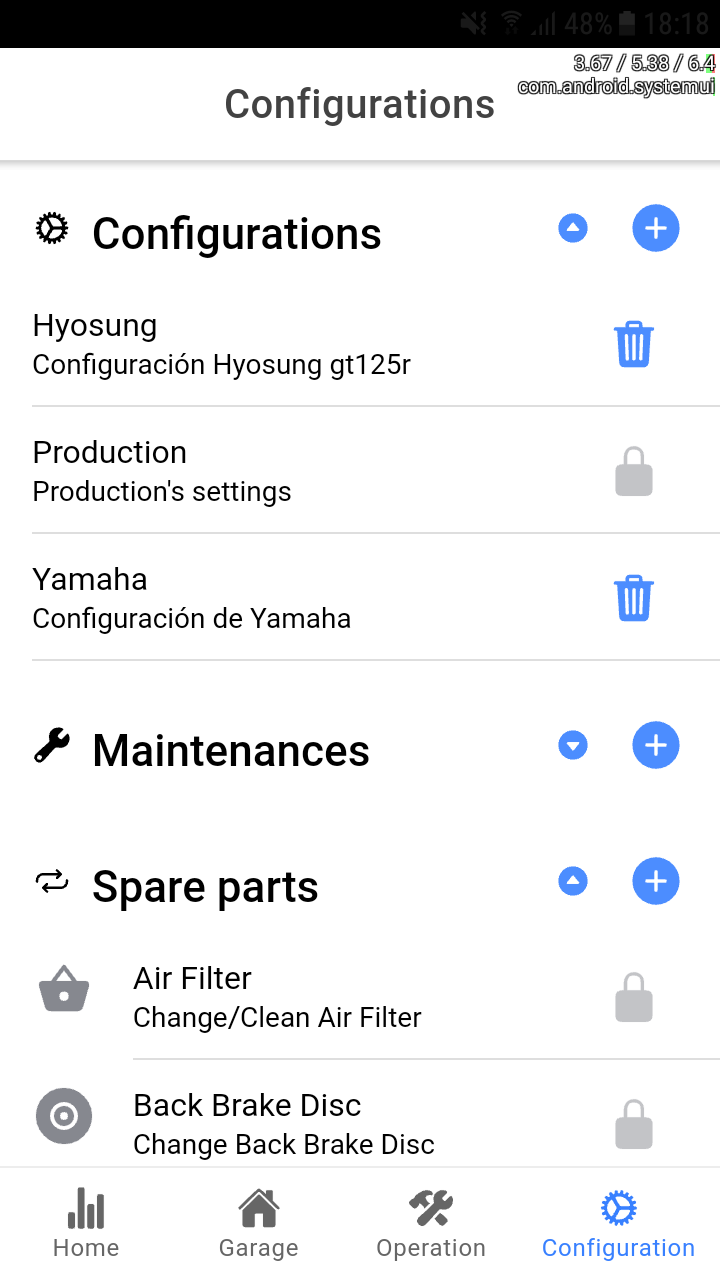 48% 18:18
3.67 / 5.38 / 6.4
com.android.systemui
Configurations
Configurations
Hyosung
Configuración Hyosung gt125r
Production
Production's settings
Yamaha
Configuración de Yamaha
Maintenances
Spare parts
Air Filter
Change/Clean Air Filter
Back Brake Disc
Change Back Brake Disc
Home Garage Operation Configuration